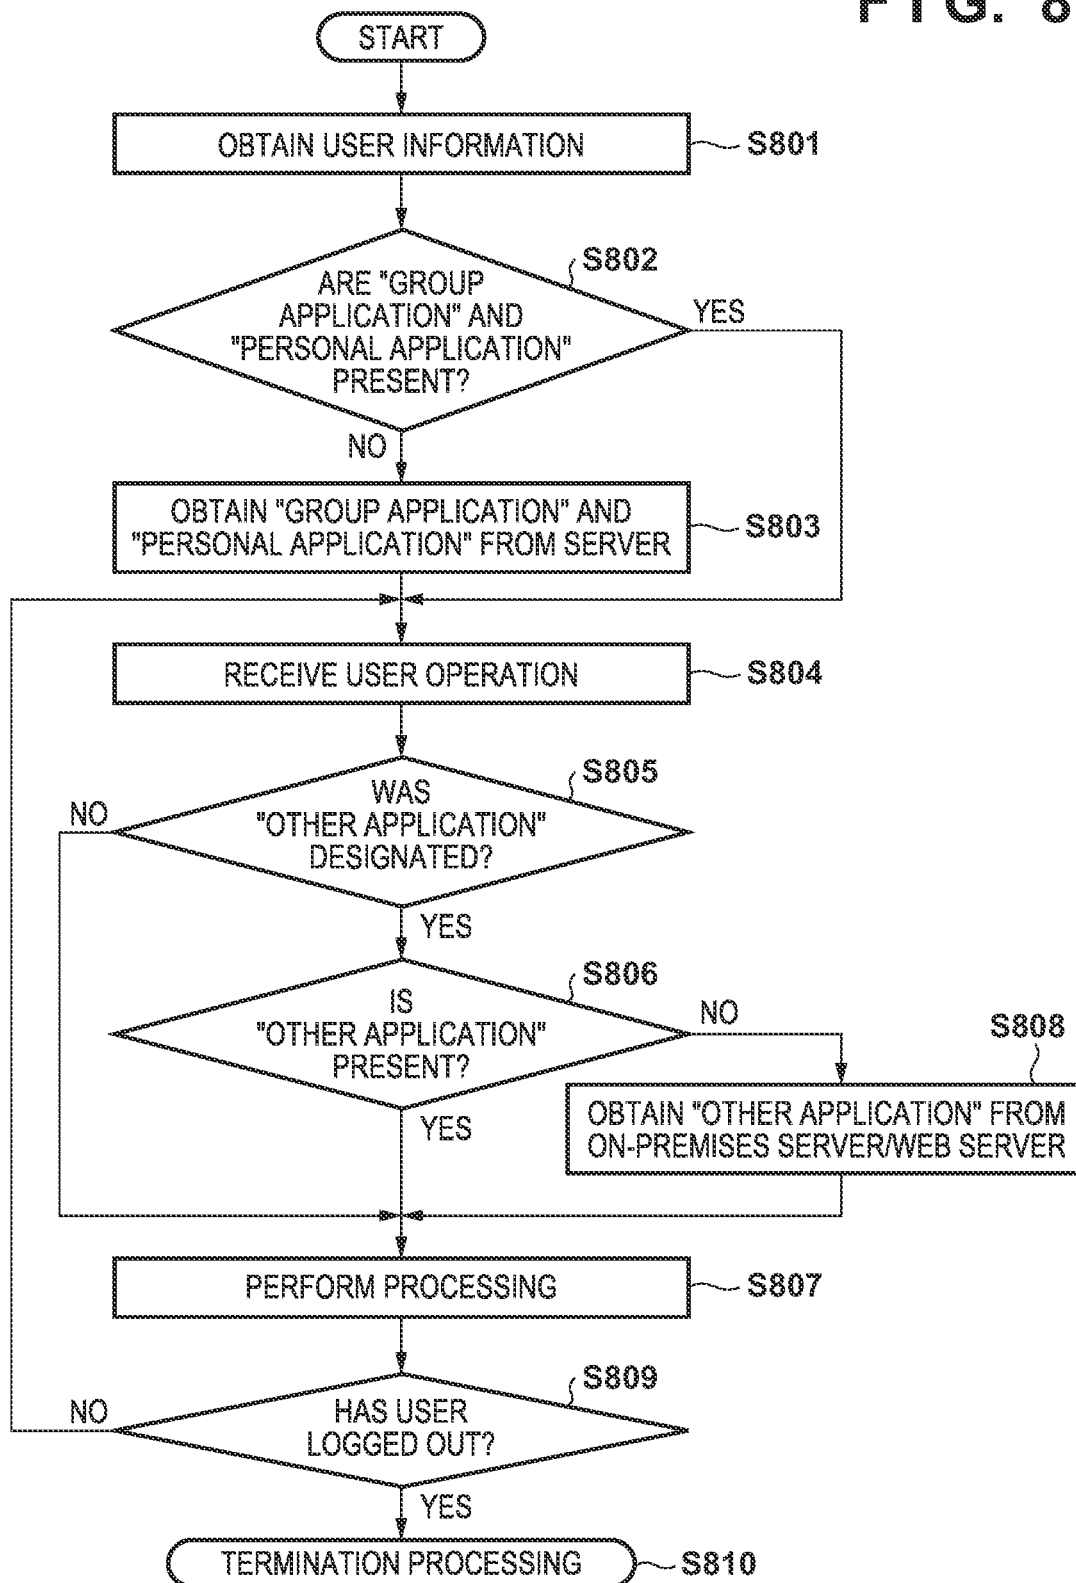 FIG. 8
START
OBTAIN USER INFORMATION
S801
S802
ARE "GROUP
APPLICATION" AND
"PERSONAL APPLICATION"
PRESENT?
YES
NO
OBTAIN "GROUP APPLICATION" AND
"PERSONAL APPLICATION" FROM SERVER
S803
RECEIVE USER OPERATION
S804
S805
WAS
"OTHER APPLICATION"
DESIGNATED?
NO
YES
S806
IS
"OTHER APPLICATION"
PRESENT?
NO
YES
S808
OBTAIN "OTHER APPLICATION" FROM
ON-PREMISES SERVER/WEB SERVER
PERFORM PROCESSING
S807
S809
HAS USER
LOGGED OUT?
NO
YES
TERMINATION PROCESSING
S810